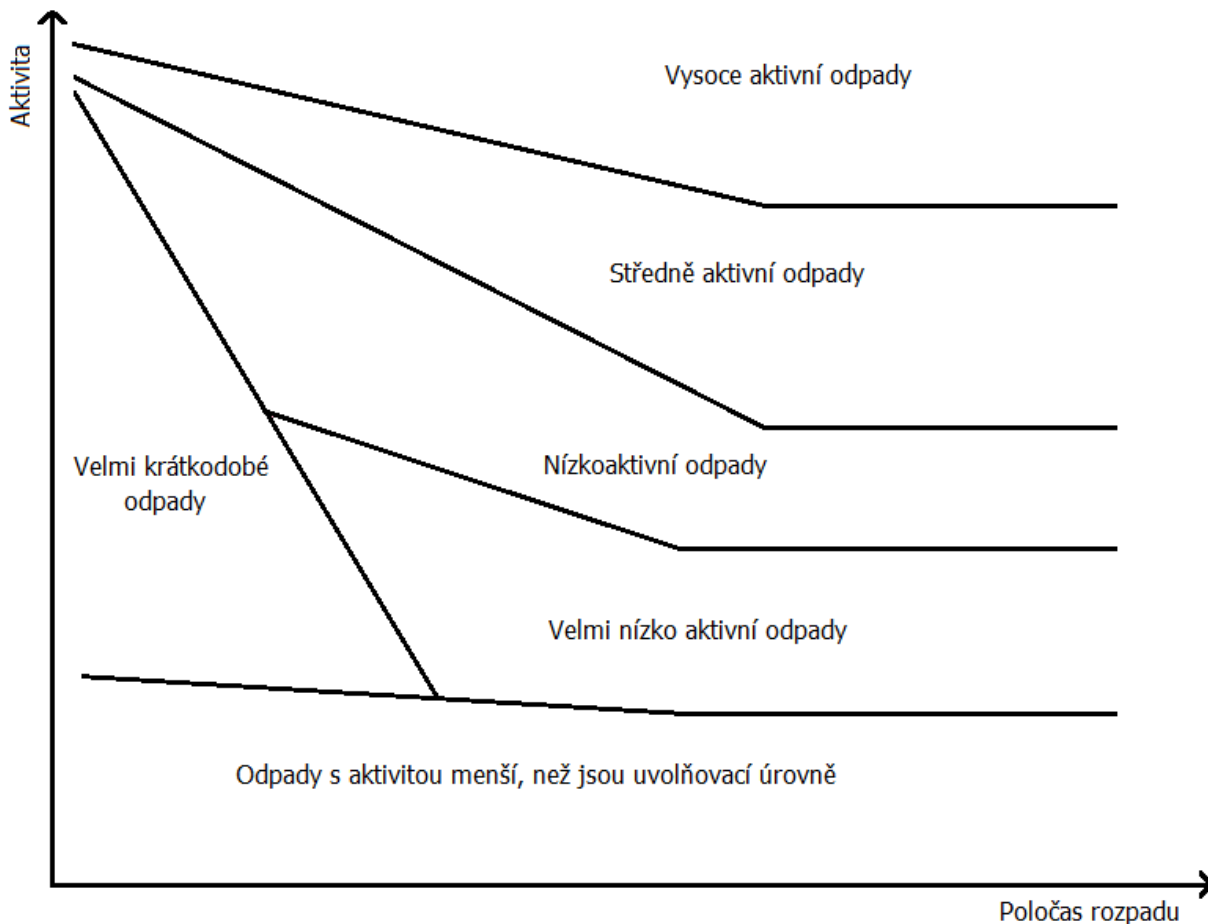 Aktivita
Vysoce aktivní odpady
Středně aktivní odpady
Nízkoaktivní odpady
Velmi krátkodobé
odpady
Velmi nízko aktivní odpady
Odpady s aktivitou menší, než jsou uvolňovací úrovně
Poločas rozpadu